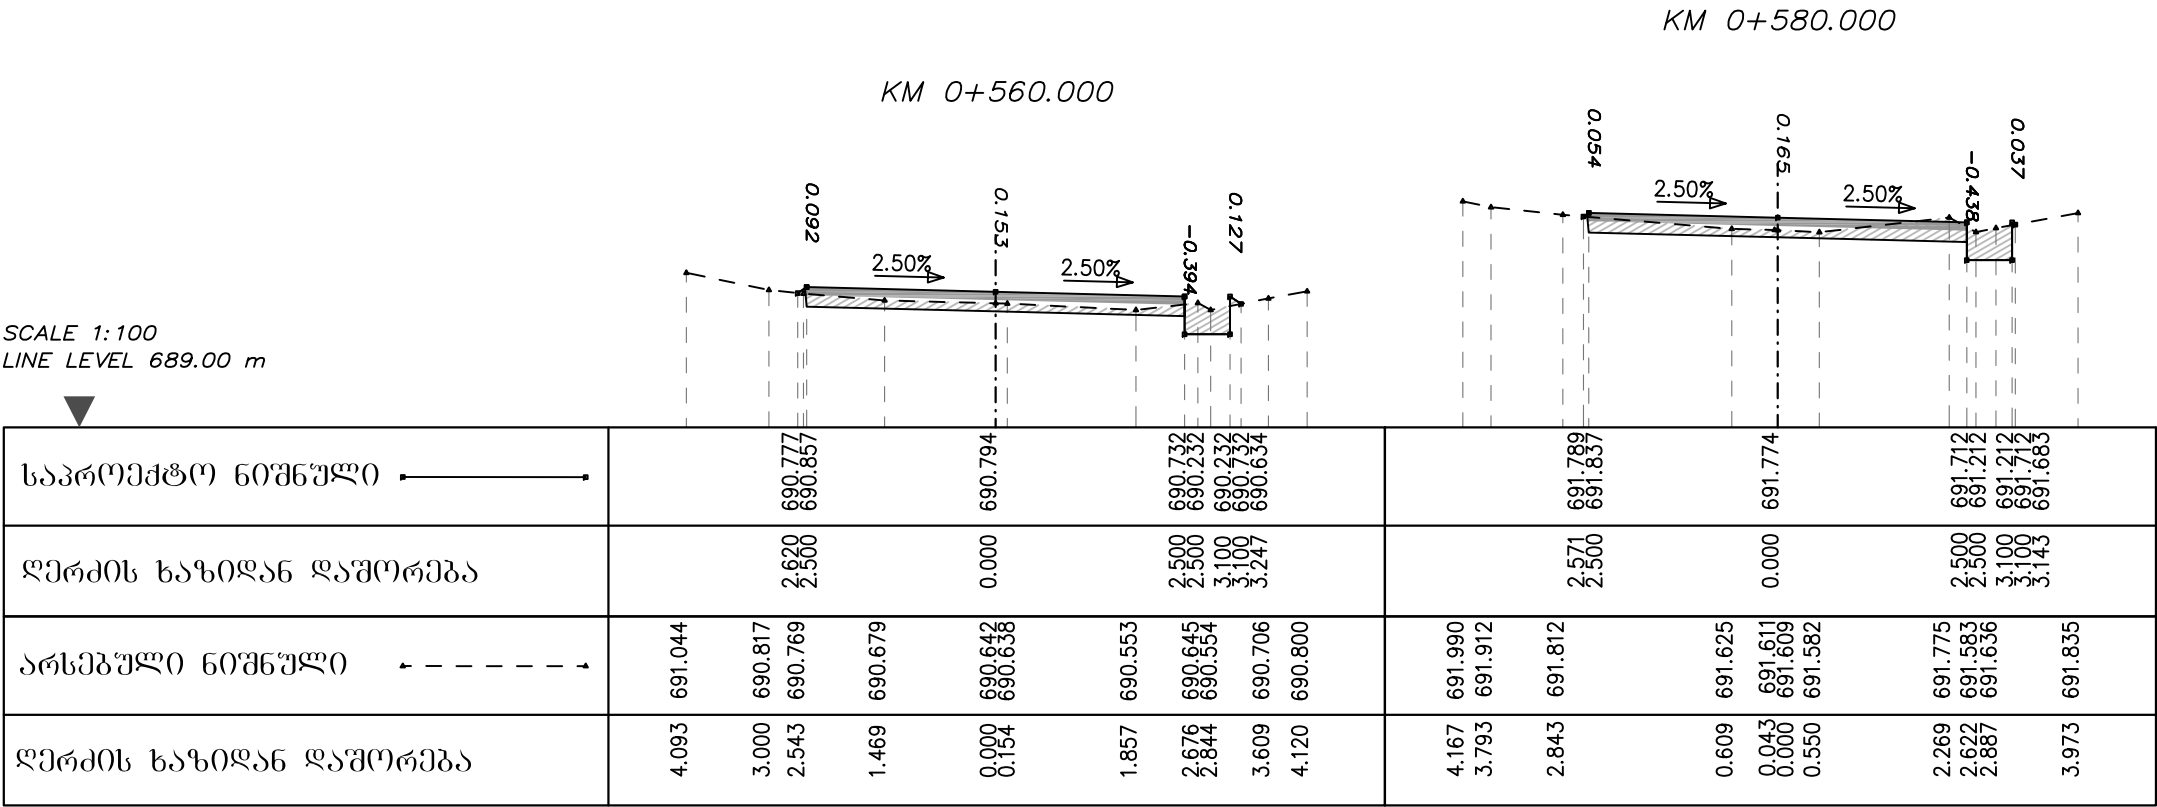 KM 0+580.000
KM 0+560.000
0.054
0.165
-0.438
0.037
2.50%
2.50%
0.092
0.153
-0.394
0.127
2.50%
2.50%
SCALE 1:100
LINE LEVEL 689.00 m
საპროექტო ნიშნული
690.777 690.857 690.794 690.732 690.232 690.232 690.732 690.634
691.789 691.837 691.774 691.712 691.212 691.212 691.712 691.683
ღერძის ხაზიდან დაშორება
2.620 2.500 0.000 2.500 2.500 3.100 3.100 3.247
2.571 2.500 0.000 2.500 2.500 3.100 3.100 3.143
არსებული ნიშნული
691.044 690.817 690.769 690.679 690.642 690.638 690.553 690.645 690.554 690.706 690.800
691.990 691.912 691.812 691.625 691.611 691.609 691.582 691.775 691.583 691.636 691.835
ღერძის ხაზიდან დაშორება
4.093 3.000 2.543 1.469 0.000 0.154 1.857 2.676 2.844 3.609 4.120
4.167 3.793 2.843 0.609 0.043 0.000 0.550 2.269 2.622 2.887 3.973